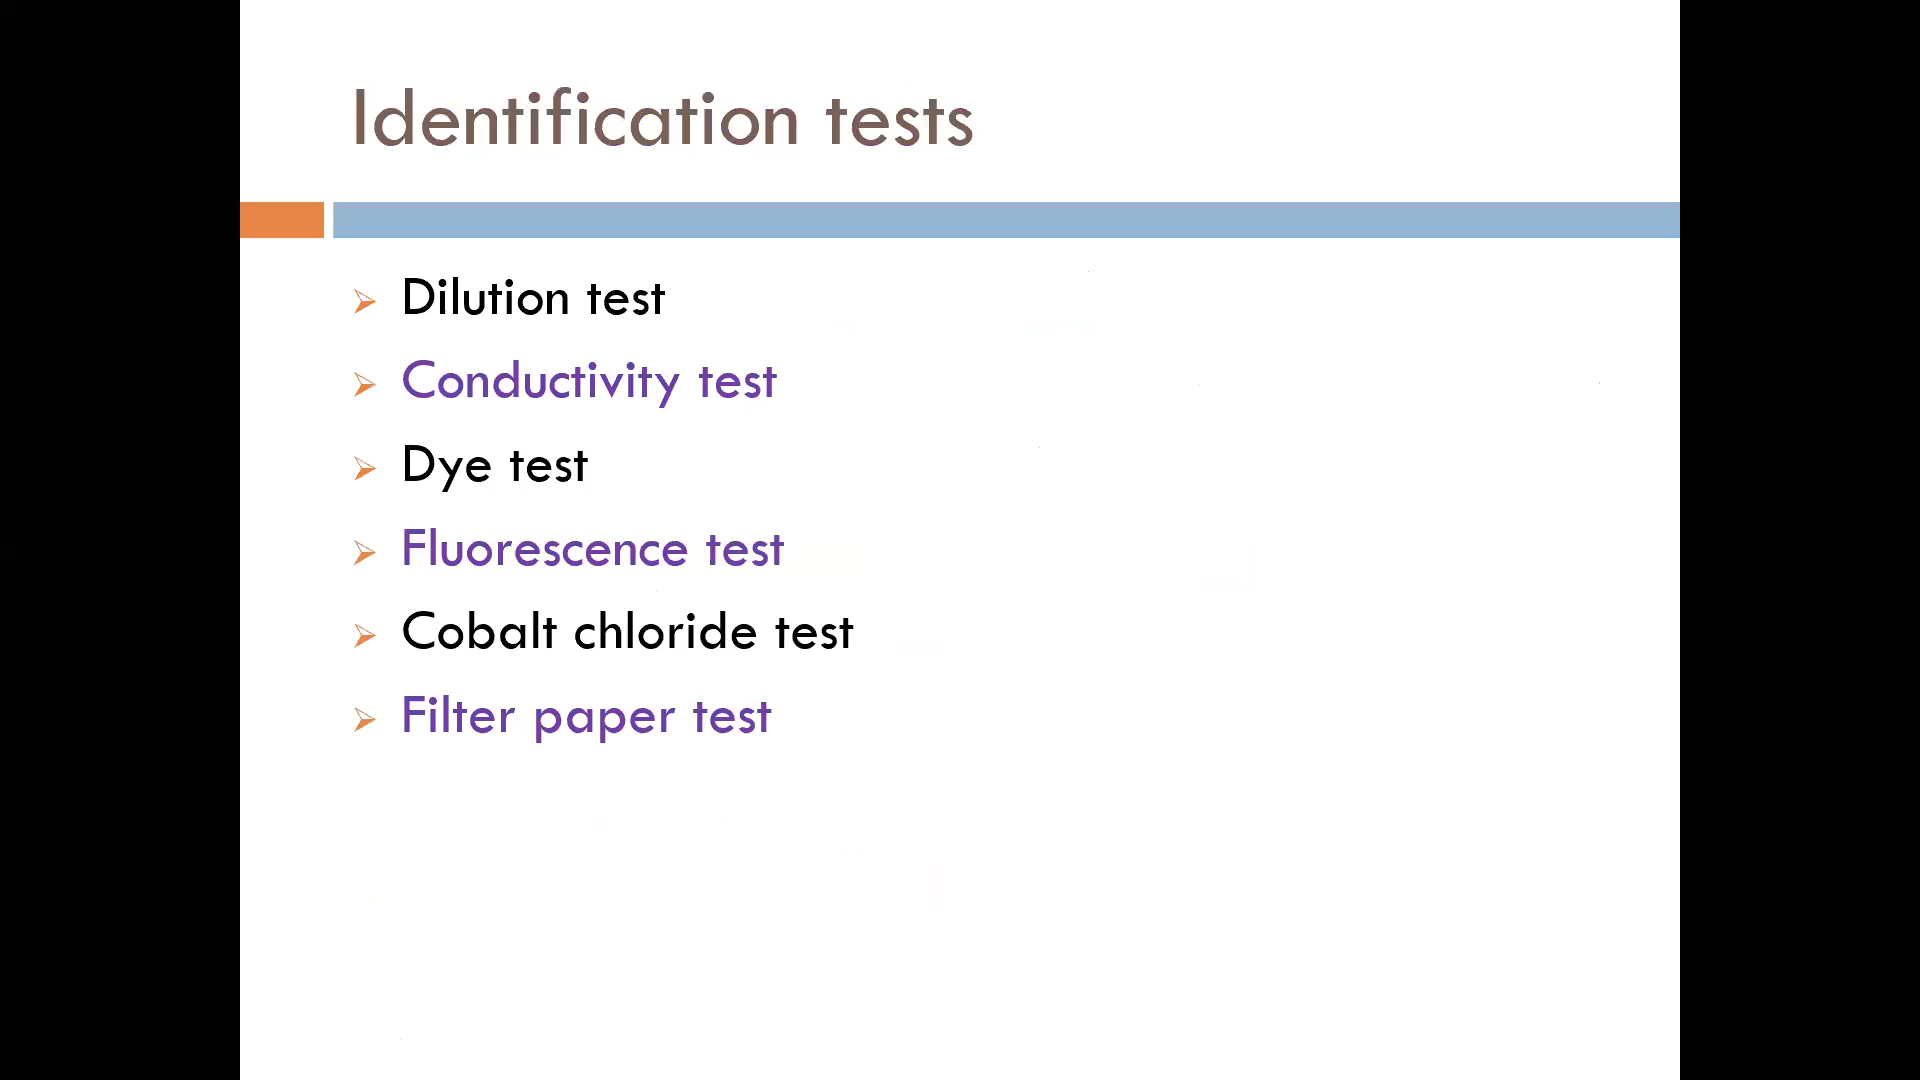 Identification tests
Dilution test
Conductivity test
Dye test
Fluorescence test
Cobalt chloride test
Filter paper test